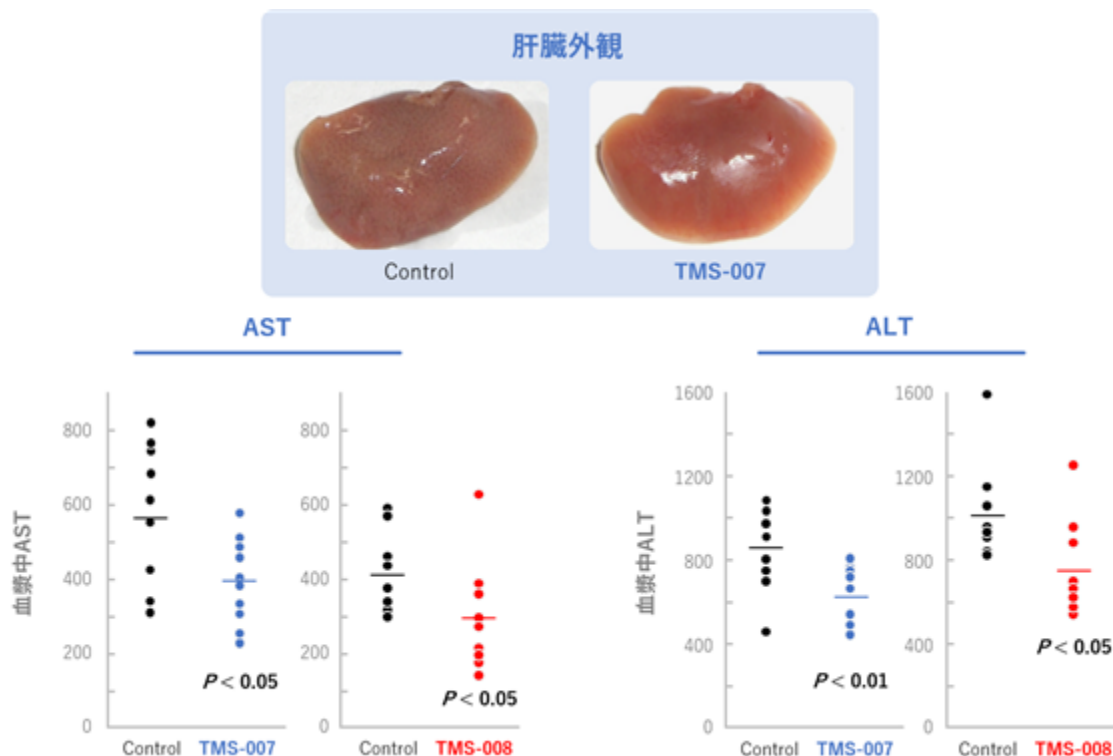 肝臓外観
Control
TMS-007
AST
ALT
血漿中AST
800
600
400
200
0
P < 0.05
Control
TMS-007
800
600
400
200
0
P < 0.05
Control
TMS-008
血漿中ALT
1600
1200
800
400
0
P < 0.01
Control
TMS-007
1600
1200
800
400
0
P < 0.05
Control
TMS-008